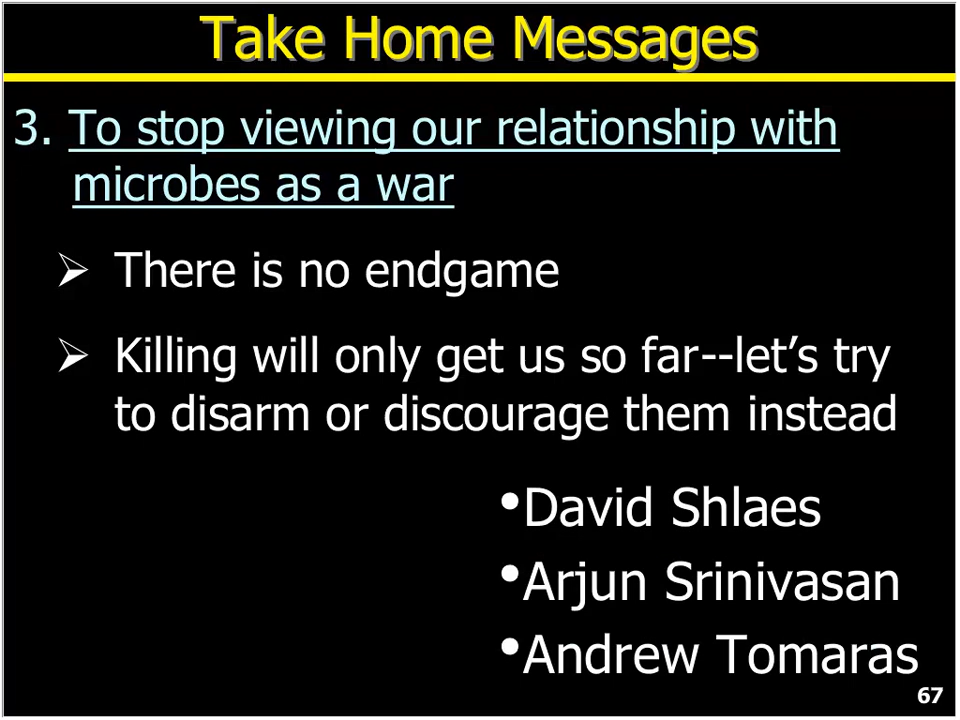 Take Home Messages
3. To stop viewing our relationship with
microbes as a war
➢ There is no endgame
➢ Killing will only get us so far--let’s try
to disarm or discourage them instead
•David Shlaes
•Arjun Srinivasan
•Andrew Tomaras
67